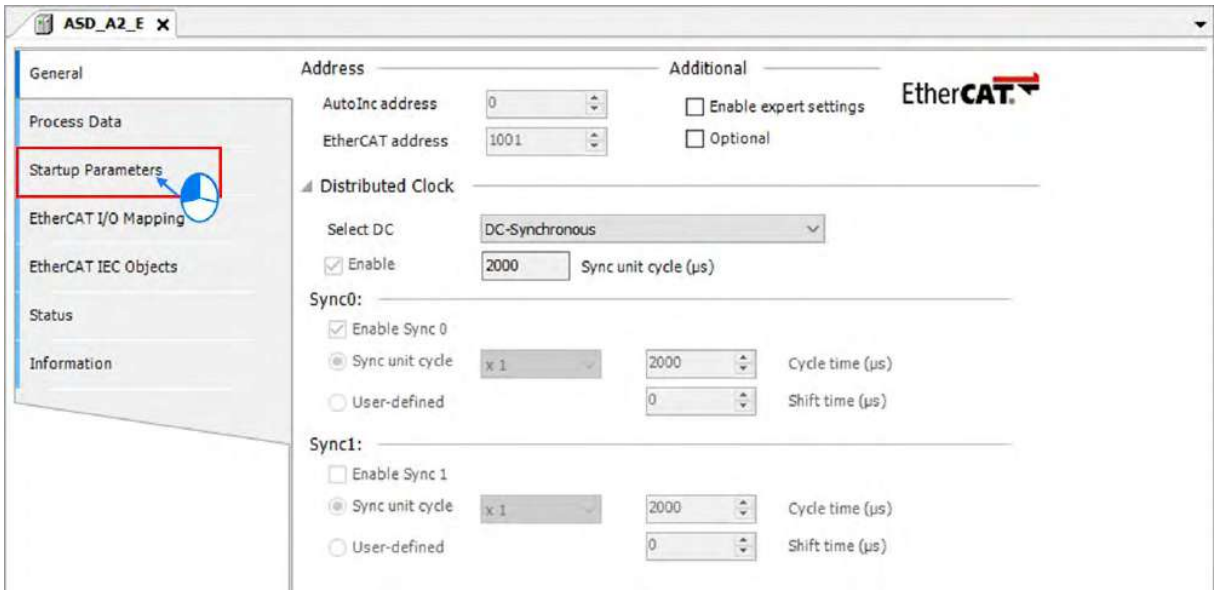 ASD_A2_E
General
Process Data
Startup Parameters
EtherCAT I/O Mapping
EtherCAT IEC Objects
Status
Information
Address
AutoInc address 0
EtherCAT address 1001
Additional
Enable expert settings
Optional
EtherCAT.
Distributed Clock
Select DC DC-Synchronous
Enable 2000 Sync unit cycle (µs)
Sync0:
Enable Sync 0
Sync unit cycle x 1 2000 Cycle time (µs)
User-defined 0 Shift time (µs)
Sync1:
Enable Sync 1
Sync unit cycle x 1 2000 Cycle time (µs)
User-defined 0 Shift time (µs)